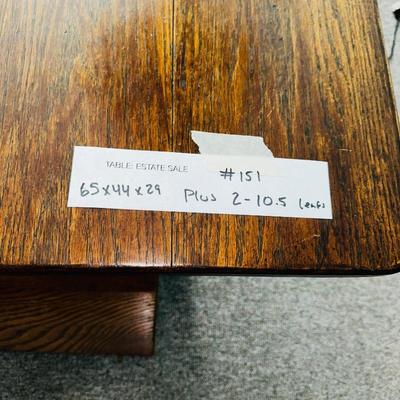 TABLE: ESTATE SALE #151
65x44x29 Plus 2-10.5 leafs